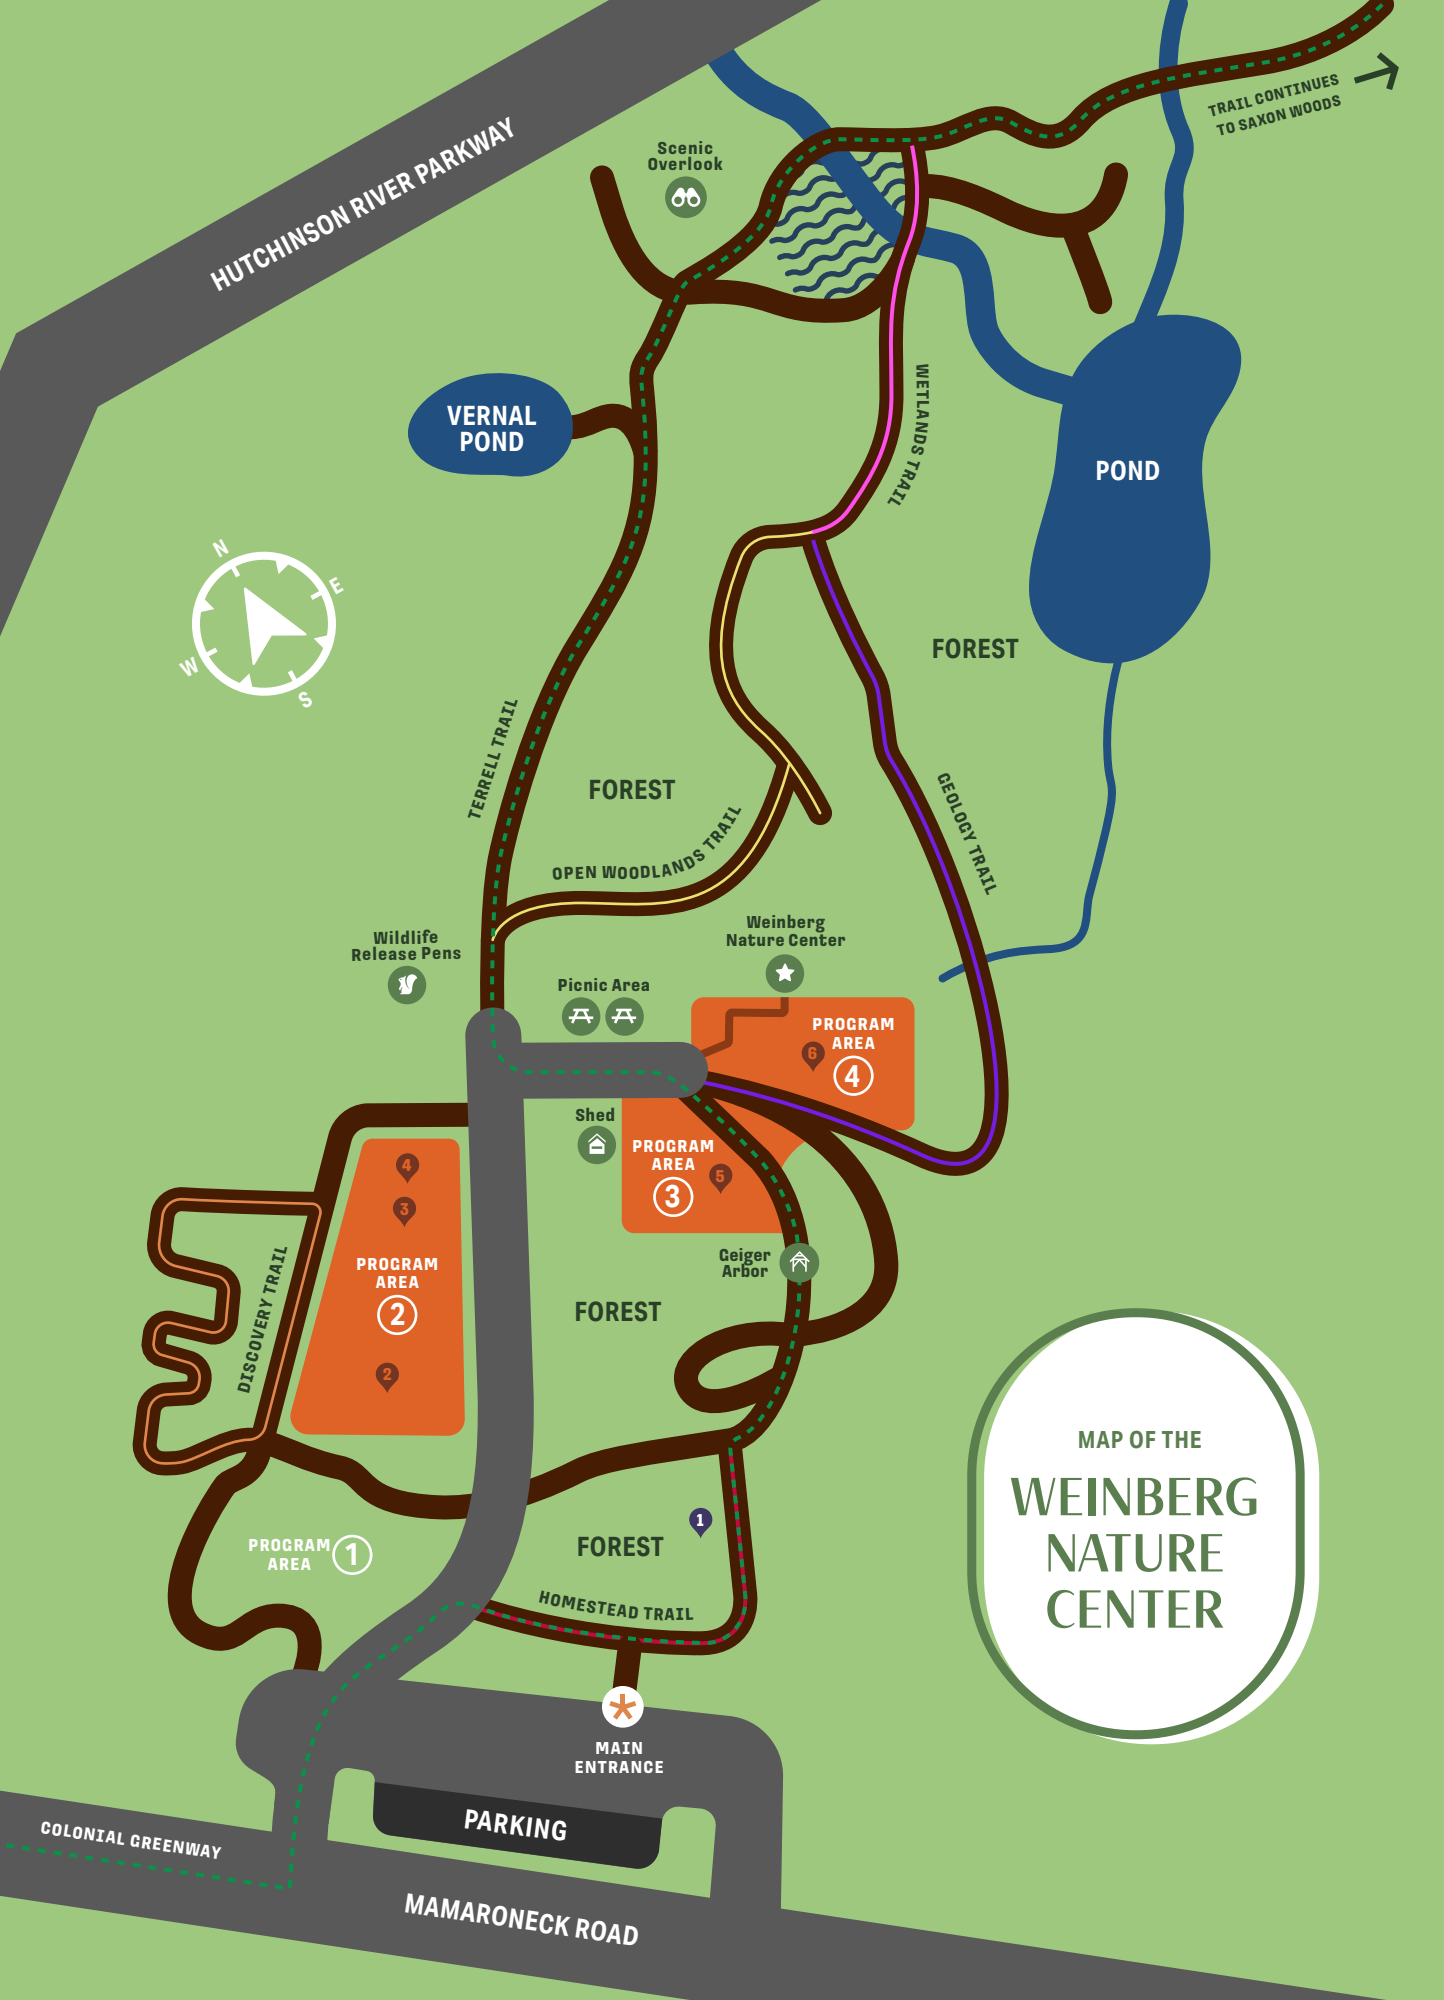 HUTCHINSON RIVER PARKWAY
TRAIL CONTINUES
TO SAXON WOODS
Scenic
Overlook
WETLANDS TRAIL
VERNAL
POND
POND
N
E
W
S
FOREST
TERRELL TRAIL
FOREST
GEOLOGY TRAIL
OPEN WOODLANDS TRAIL
Weinberg
Nature Center
Wildlife
Release Pens
Picnic Area
PROGRAM
AREA
4
6
Shed
PROGRAM
AREA
3
5
4
3
PROGRAM
AREA
2
2
DISCOVERY TRAIL
Geiger
Arbor
FOREST
MAP OF THE
WEINBERG
NATURE
CENTER
1
FOREST
PROGRAM
AREA
1
HOMESTEAD TRAIL
MAIN
ENTRANCE
PARKING
COLONIAL GREENWAY
MAMARONECK ROAD